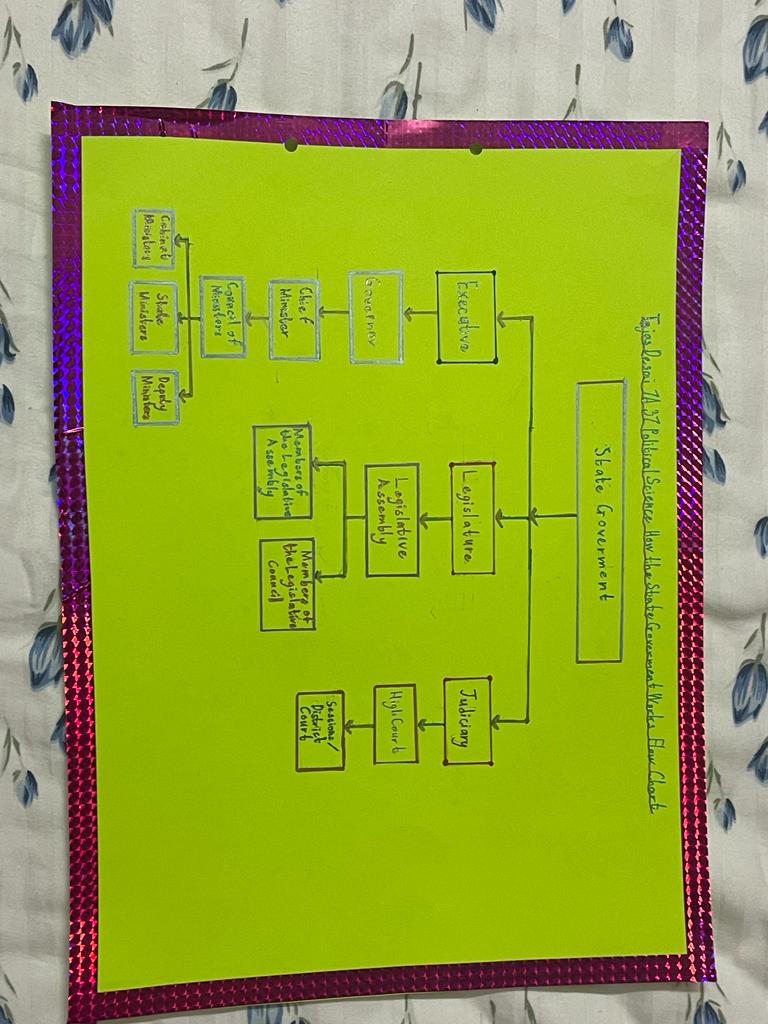 Tejas Desai 7A 37 Political Science How the State Goverment Works Flow Chart
State Goverment
Executive
Legislature
Judiciary
Governor
Legislative
Assembly
High Court
Chief
Minister
Members of
the Legislative
Assembly
Members of
the Legislative
Council
Sessions/
District
Court
Council of
Ministers
Cabinet
Ministers
State
Ministers
Deputy
Ministers